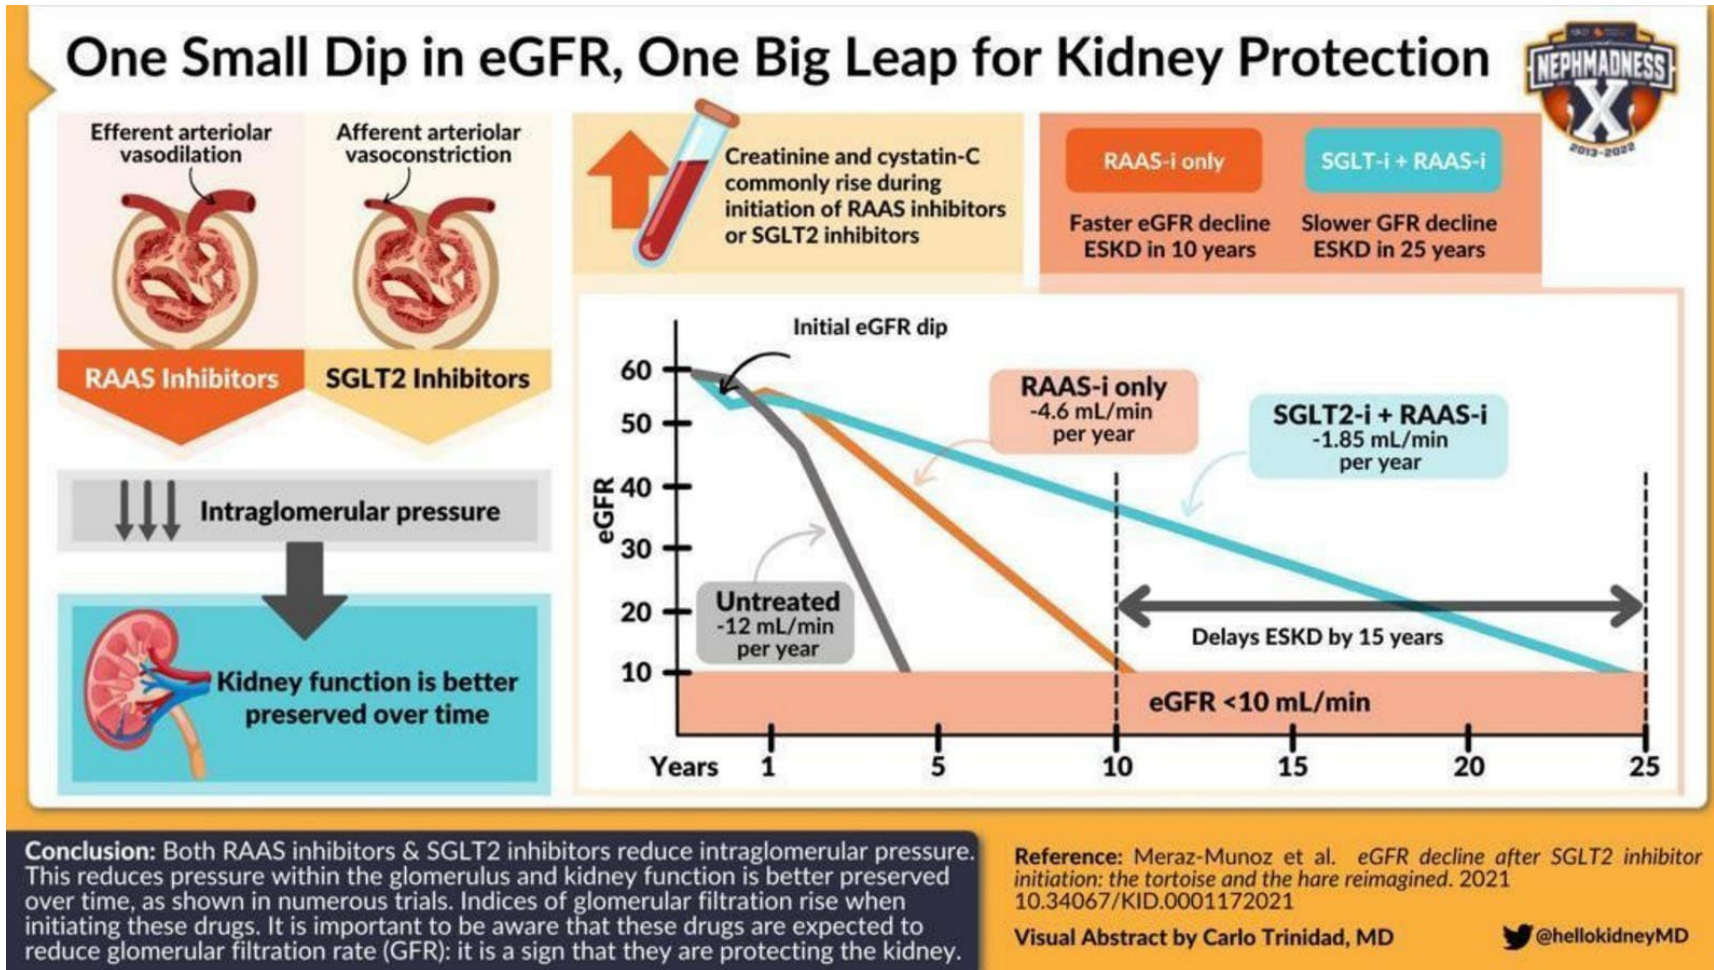 One Small Dip in eGFR, One Big Leap for Kidney Protection
NEPHMADNESS
X
2013-2022
Efferent arteriolar
vasodilation
Afferent arteriolar
vasoconstriction
RAAS Inhibitors
SGLT2 Inhibitors
Intraglomerular pressure
Kidney function is better
preserved over time
Creatinine and cystatin-C
commonly rise during
initiation of RAAS inhibitors
or SGLT2 inhibitors
RAAS-i only
Faster eGFR decline
ESKD in 10 years
SGLT-i + RAAS-i
Slower GFR decline
ESKD in 25 years
Initial eGFR dip
eGFR
60
50
40
30
20
10
RAAS-i only
-4.6 mL/min
per year
SGLT2-i + RAAS-i
-1.85 mL/min
per year
Untreated
-12 mL/min
per year
Delays ESKD by 15 years
eGFR <10 mL/min
Years 1 5 10 15 20 25
Conclusion: Both RAAS inhibitors & SGLT2 inhibitors reduce intraglomerular pressure.
This reduces pressure within the glomerulus and kidney function is better preserved
over time, as shown in numerous trials. Indices of glomerular filtration rise when
initiating these drugs. It is important to be aware that these drugs are expected to
reduce glomerular filtration rate (GFR): it is a sign that they are protecting the kidney.
Reference: Meraz-Munoz et al. eGFR decline after SGLT2 inhibitor
initiation: the tortoise and the hare reimagined. 2021
10.34067/KID.0001172021
Visual Abstract by Carlo Trinidad, MD
@hellokidneyMD